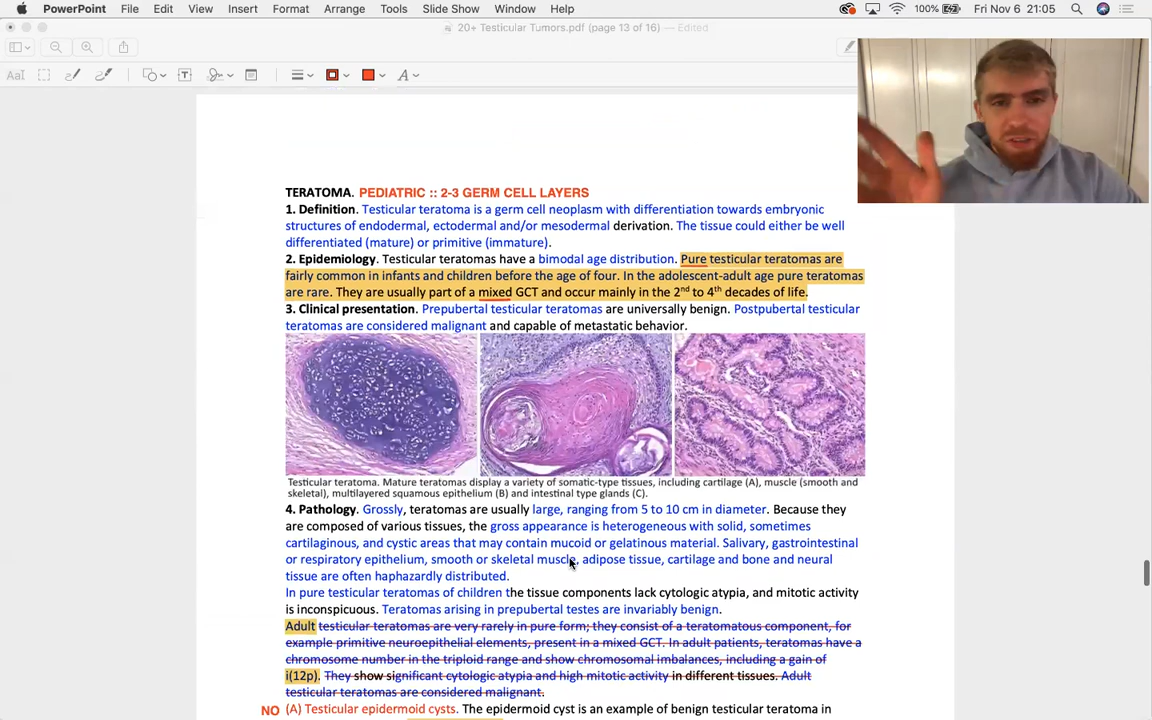 PowerPoint File Edit View Insert Format Arrange Tools Slide Show Window Help 100% Fri Nov 6 21:05
20+ Testicular Tumors.pdf (page 13 of 16) — Edited
AaI T A
TERATOMA. PEDIATRIC :: 2-3 GERM CELL LAYERS
1. Definition. Testicular teratoma is a germ cell neoplasm with differentiation towards embryonic
structures of endodermal, ectodermal and/or mesodermal derivation. The tissue could either be well
differentiated (mature) or primitive (immature).
2. Epidemiology. Testicular teratomas have a bimodal age distribution. Pure testicular teratomas are
fairly common in infants and children before the age of four. In the adolescent-adult age pure teratomas
are rare. They are usually part of a mixed GCT and occur mainly in the 2nd to 4th decades of life.
3. Clinical presentation. Prepubertal testicular teratomas are universally benign. Postpubertal testicular
teratomas are considered malignant and capable of metastatic behavior.
Testicular teratoma. Mature teratomas display a variety of somatic-type tissues, including cartilage (A), muscle (smooth and
skeletal), multilayered squamous epithelium (B) and intestinal type glands (C).
4. Pathology. Grossly, teratomas are usually large, ranging from 5 to 10 cm in diameter. Because they
are composed of various tissues, the gross appearance is heterogeneous with solid, sometimes
cartilaginous, and cystic areas that may contain mucoid or gelatinous material. Salivary, gastrointestinal
or respiratory epithelium, smooth or skeletal muscle, adipose tissue, cartilage and bone and neural
tissue are often haphazardly distributed.
In pure testicular teratomas of children the tissue components lack cytologic atypia, and mitotic activity
is inconspicuous. Teratomas arising in prepubertal testes are invariably benign.
Adult testicular teratomas are very rarely in pure form; they consist of a teratomatous component, for
example primitive neuroepithelial elements, present in a mixed GCT. In adult patients, teratomas have a
chromosome number in the triploid range and show chromosomal imbalances, including a gain of
i(12p). They show significant cytologic atypia and high mitotic activity in different tissues. Adult
testicular teratomas are considered malignant.
NO (A) Testicular epidermoid cysts. The epidermoid cyst is an example of benign testicular teratoma in